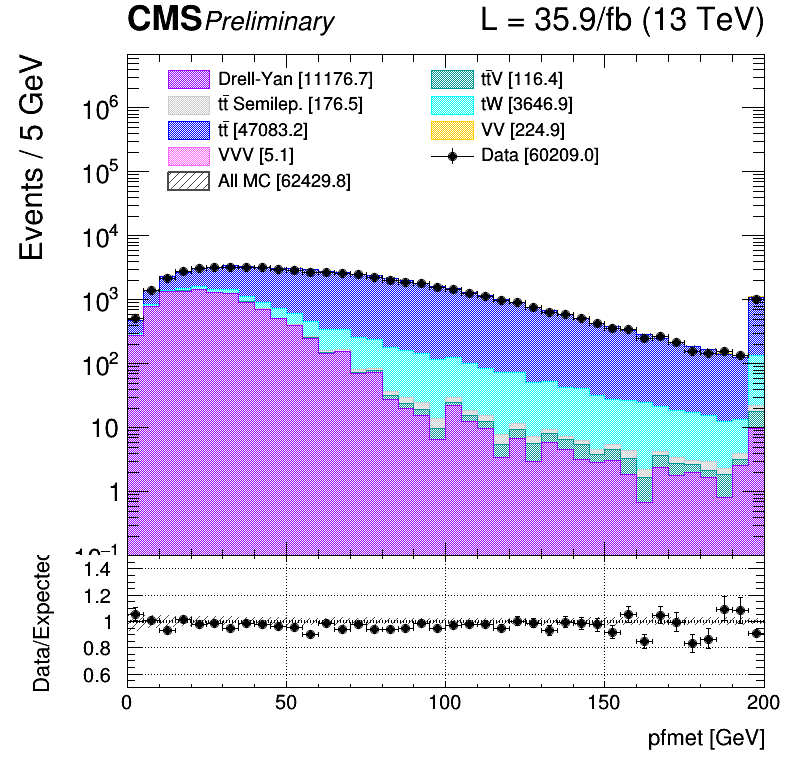 CMS Preliminary L = 35.9/fb (13 TeV)
Events / 5 GeV
Drell-Yan [11176.7]
tt̄ Semilep. [176.5]
tt̄ [47083.2]
VVV [5.1]
All MC [62429.8]
tt̄V [116.4]
tW [3646.9]
VV [224.9]
Data [60209.0]
10⁶
10⁵
10⁴
10³
10²
10
1
10⁻¹
Data/Expected
1.4
1.2
1
0.8
0.6
0 50 100 150 200
pfmet [GeV]